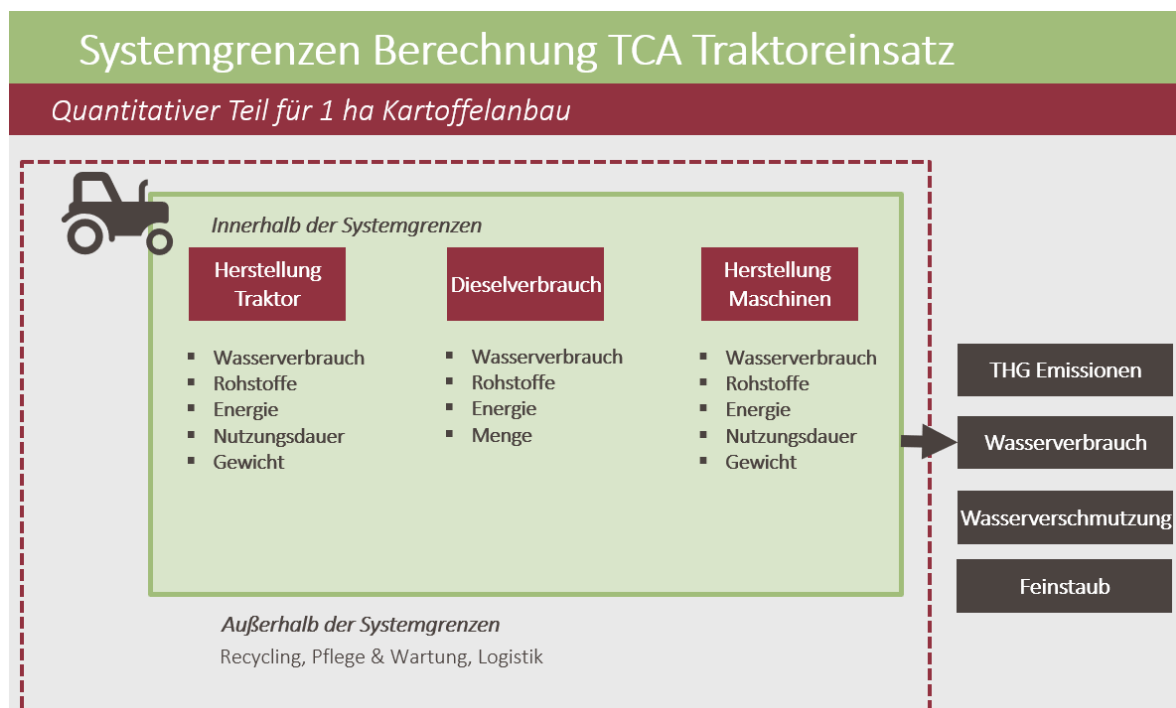 Systemgrenzen Berechnung TCA Traktoreinsatz
Quantitativer Teil für 1 ha Kartoffelanbau
Innerhalb der Systemgrenzen
Herstellung
Traktor
▪ Wasserverbrauch
▪ Rohstoffe
▪ Energie
▪ Nutzungsdauer
▪ Gewicht
Dieselverbrauch
▪ Wasserverbrauch
▪ Rohstoffe
▪ Energie
▪ Menge
Herstellung
Maschinen
▪ Wasserverbrauch
▪ Rohstoffe
▪ Energie
▪ Nutzungsdauer
▪ Gewicht
THG Emissionen
Wasserverbrauch
Wasserverschmutzung
Feinstaub
Außerhalb der Systemgrenzen
Recycling, Pflege & Wartung, Logistik